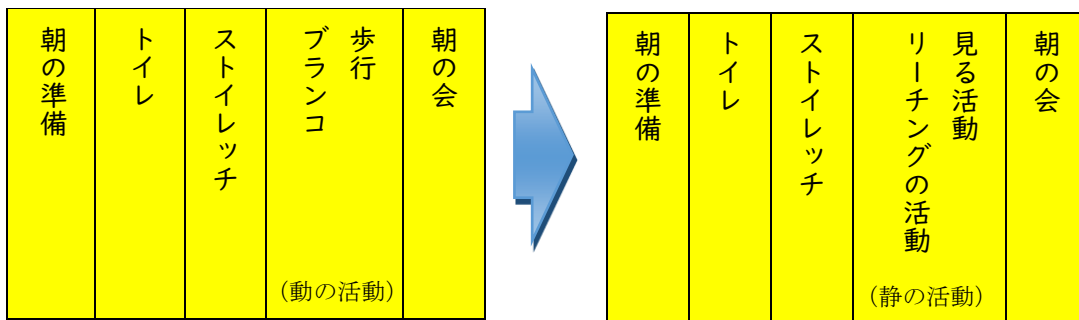 朝の準備
トイレ
ストイレッチ
歩行
ブランコ
(動の活動)
朝の会
朝の準備
トイレ
ストイレッチ
見る活動
リーチングの活動
(静の活動)
朝の会